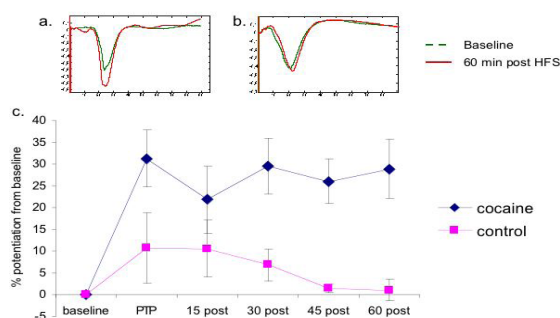 a.
b.
Baseline
60 min post HFS
c.
% potentiation from baseline
40
35
30
25
20
15
10
5
0
-5
cocaine
control
baseline
PTP
15 post
30 post
45 post
60 post